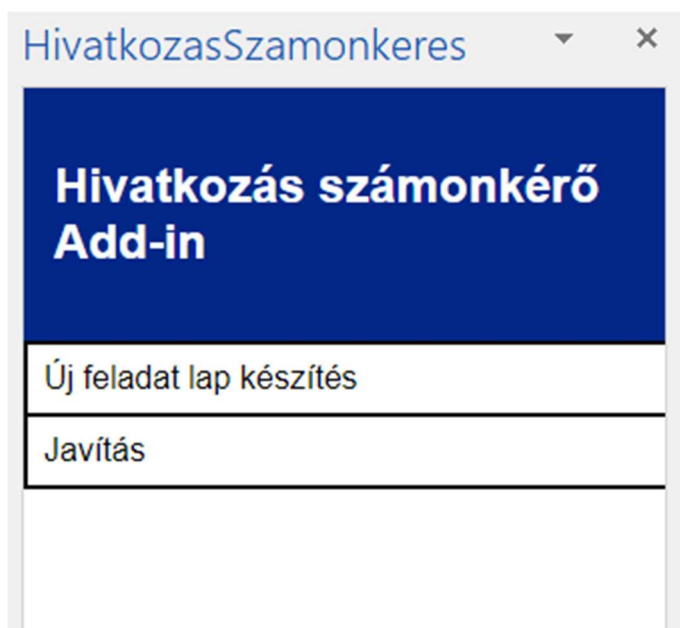 HivatkozasSzamonkeres
Hivatkozás számonkérő
Add-in
Új feladat lap készítés
Javítás